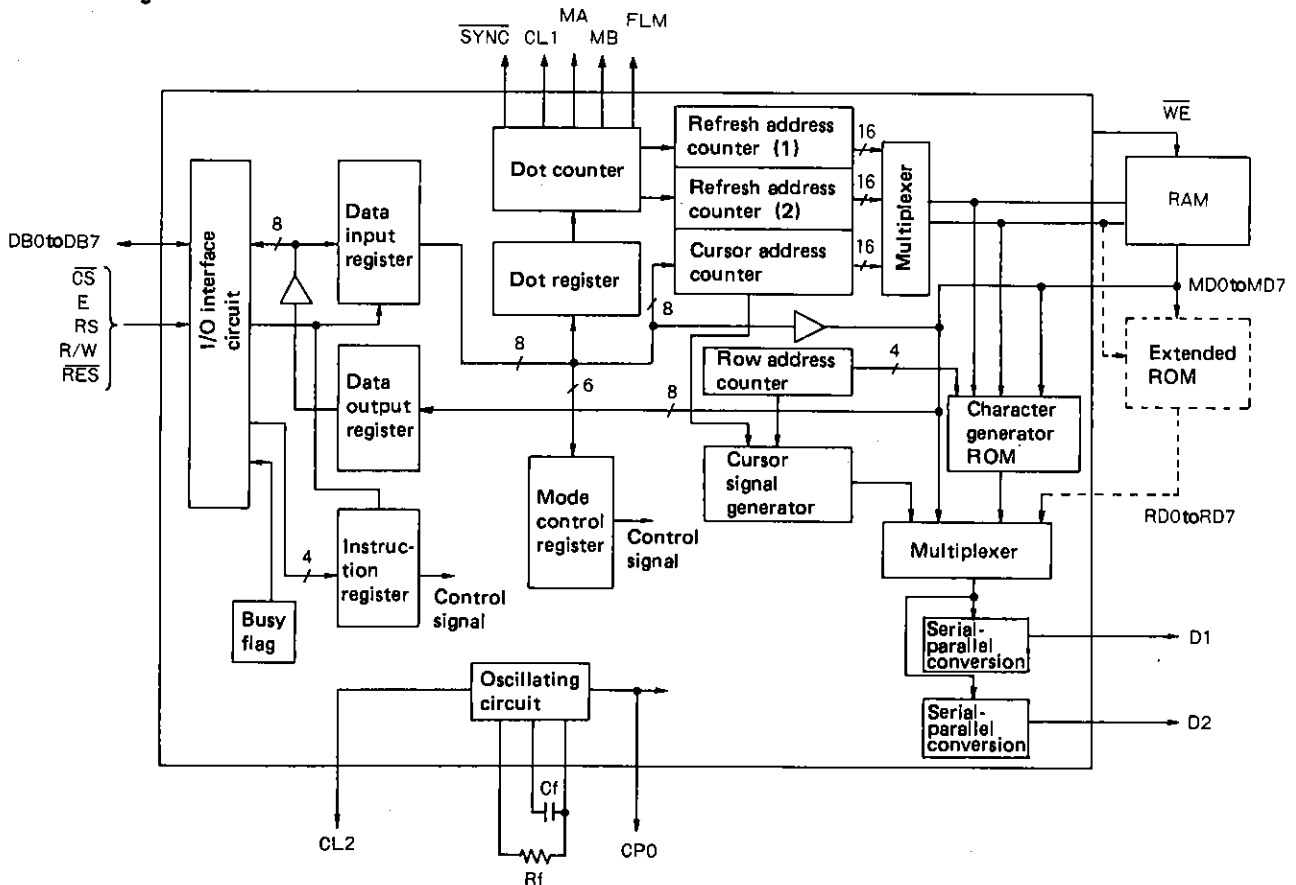 MA
FLM
SYNC
CL1
MB
WE
Refresh address
counter (1)
16
Dot counter
Refresh address
counter (2)
16
Multiplexer
RAM
Data
input
register
8
DB0toDB7
Dot register
Cursor address
counter
16
MD0toMD7
CS
E
RS
R/W
RES
I/O interface
circuit
8
8
Row address
counter
4
Extended
ROM
6
8
Data
output
register
Character
generator
ROM
Cursor
signal
generator
Mode
control
register
Control
signal
RD0toRD7
Multiplexer
4
Instruc-
tion
register
Control
signal
Busy
flag
Serial-
parallel
conversion
D1
Oscillating
circuit
Serial-
parallel
conversion
D2
Cf
CL2
CP0
Rf